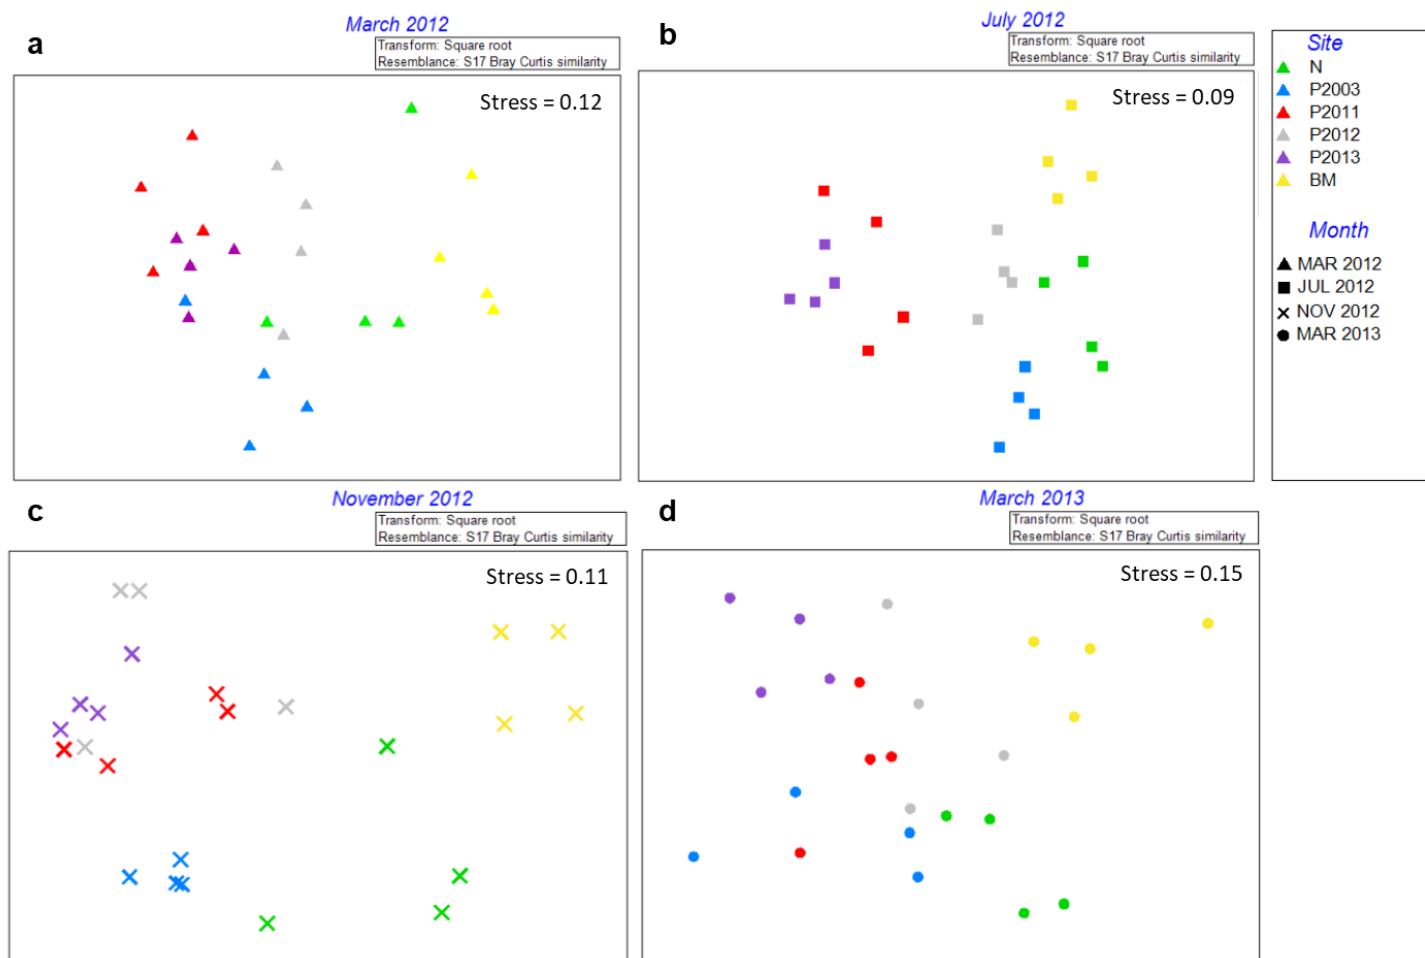 a
March 2012
Transform: Square root
Resemblance: S17 Bray Curtis similarity
Stress = 0.12
b
July 2012
Transform: Square root
Resemblance: S17 Bray Curtis similarity
Stress = 0.09
Site
N
P2003
P2011
P2012
P2013
BM
Month
MAR 2012
JUL 2012
NOV 2012
MAR 2013
c
November 2012
Transform: Square root
Resemblance: S17 Bray Curtis similarity
Stress = 0.11
d
March 2013
Transform: Square root
Resemblance: S17 Bray Curtis similarity
Stress = 0.15